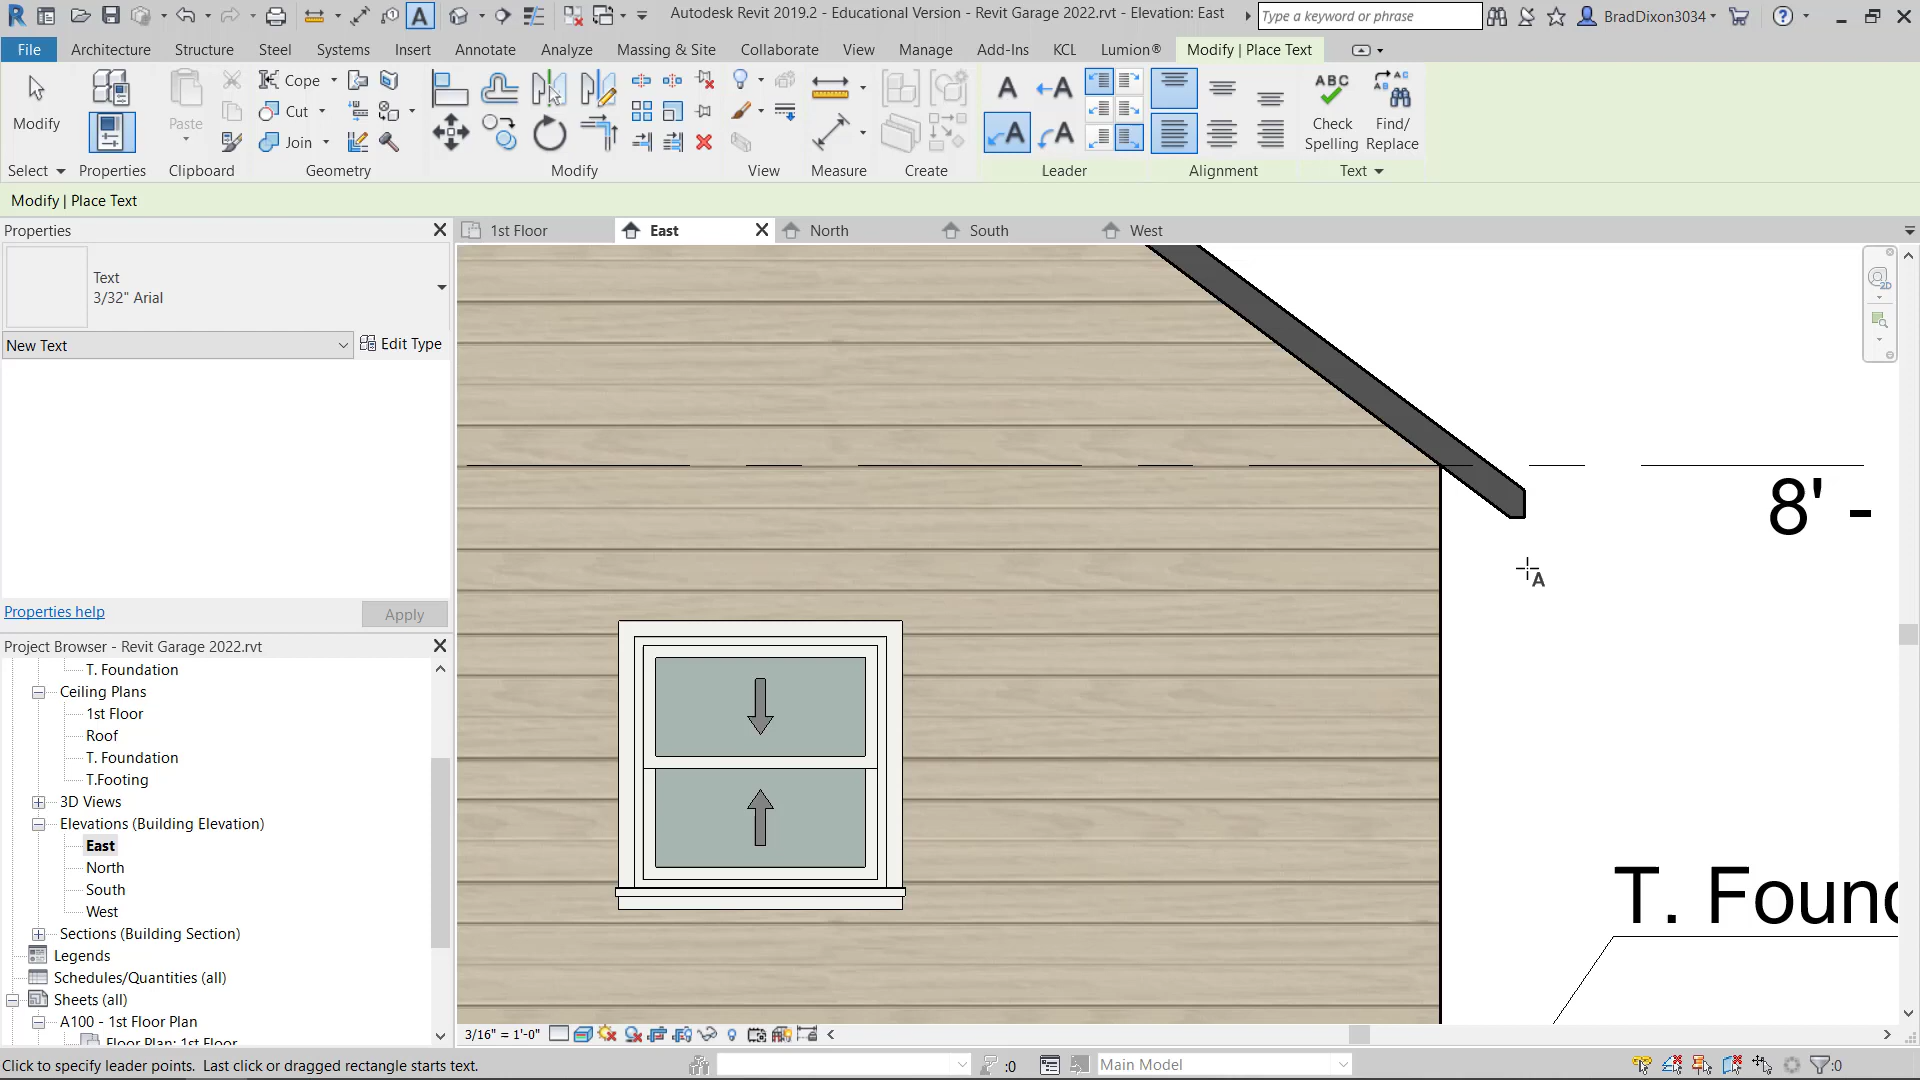 Autodesk Revit 2019.2 - Educational Version - Revit Garage 2022.rvt - Elevation: East
Type a keyword or phrase
BradDixon3034
File Architecture Structure Steel Systems Insert Annotate Analyze Massing & Site Collaborate View Manage Add-Ins KCL Lumion® Modify | Place Text
Modify
Paste
Cope
Cut
Join
Check Spelling
Find/ Replace
Select Properties Clipboard Geometry Modify View Measure Create Leader Alignment Text
Modify | Place Text
Properties
1st Floor East North South West
Text
3/32" Arial
New Text
Edit Type
Properties help
Apply
Project Browser - Revit Garage 2022.rvt
T. Foundation
Ceiling Plans
1st Floor
Roof
T. Foundation
T.Footing
3D Views
Elevations (Building Elevation)
East
North
South
West
Sections (Building Section)
Legends
Schedules/Quantities (all)
Sheets (all)
A100 - 1st Floor Plan
Floor Plan: 1st Floor
8' -
T. Found
3/16" = 1'-0"
Click to specify leader points. Last click or dragged rectangle starts text.
:0
Main Model
:0